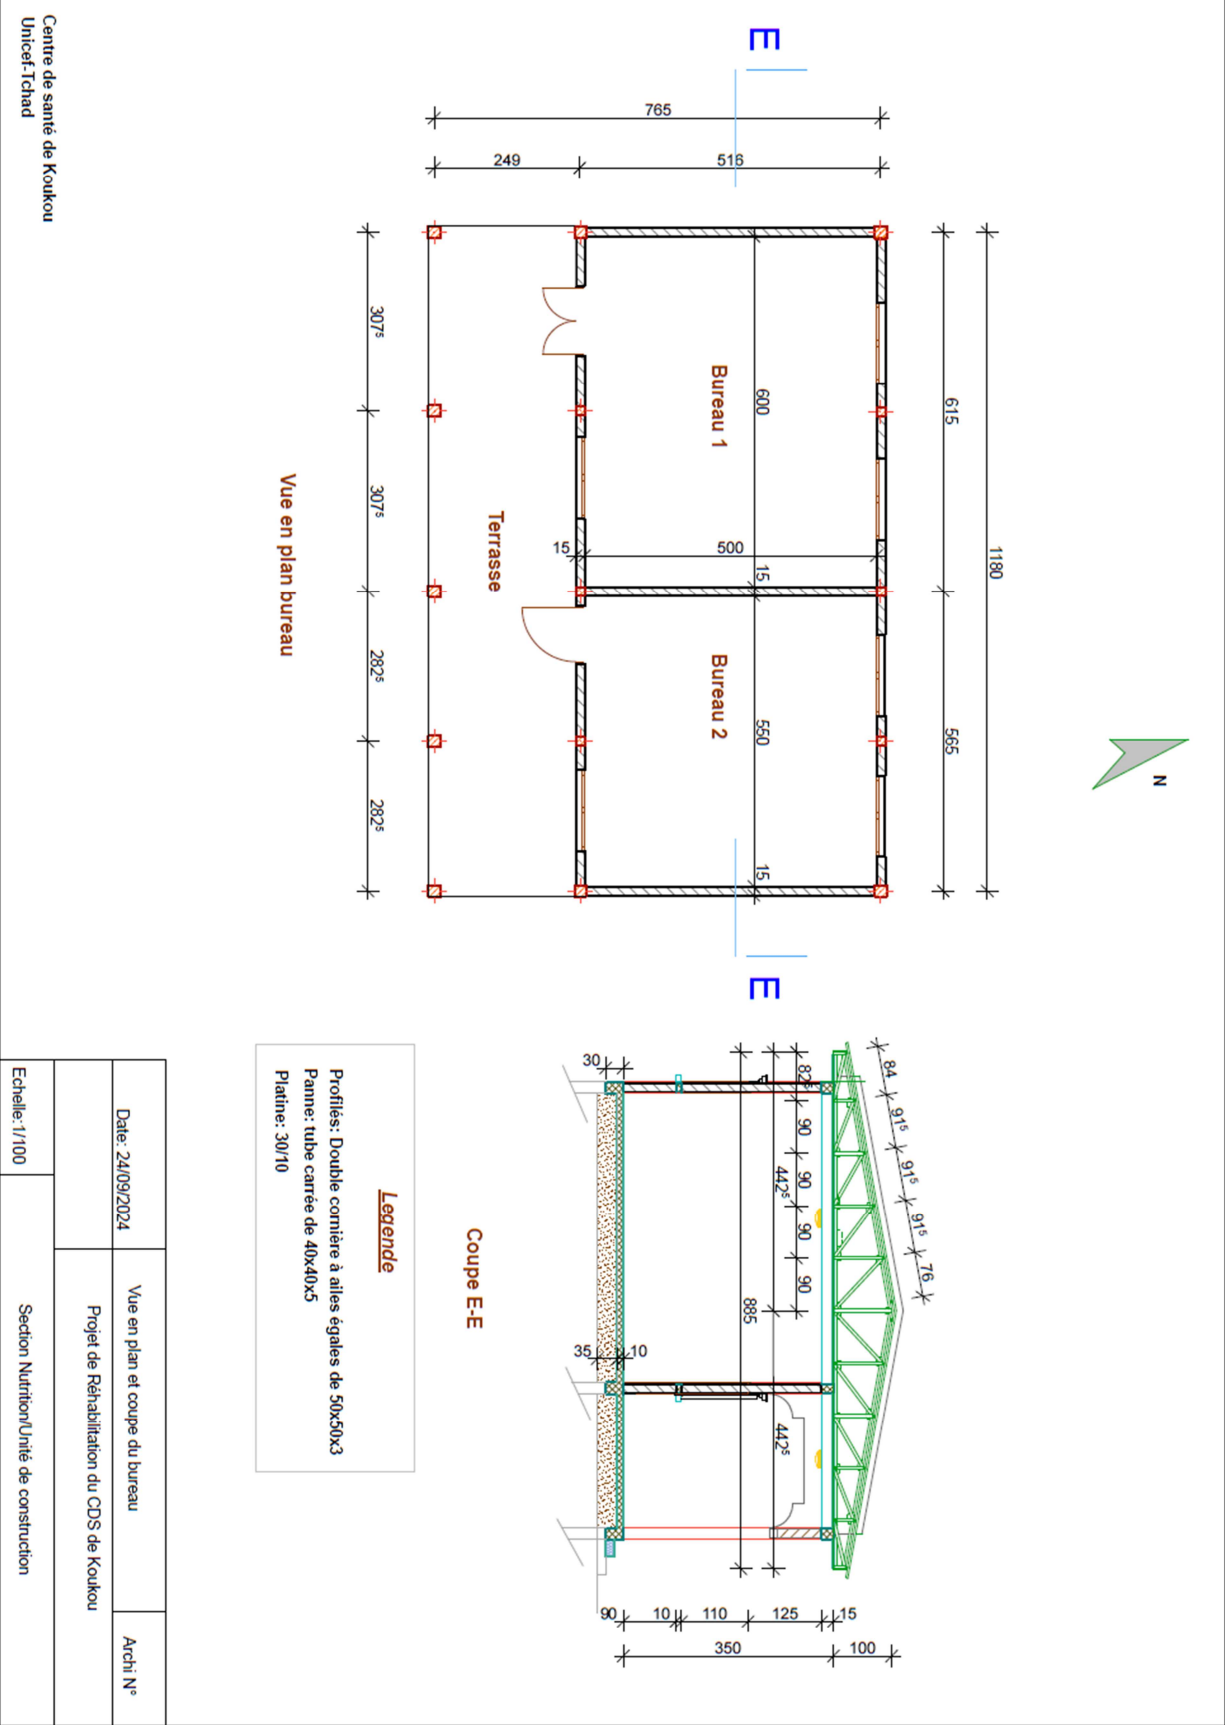 Centre de santé de Koukou
Unicef-Tchad
E
E
N
1180
615
565
765
516
249
600
15
550
15
500
15
Bureau 1
Bureau 2
Terrasse
307⁵
307⁵
282⁵
282⁵
Vue en plan bureau
84
91⁵
91⁵
91⁵
76
82⁵
90
90
90
90
442⁵
442⁵
885
30
35
10
100
350
15
125
110
10
90
Coupe E-E
Legende
Profilés: Double cornière à ailes égales de 50x50x3
Panne: tube carrée de 40x40x5
Platine: 30/10
Date: 24/09/2024
Vue en plan et coupe du bureau
Archi N°
Projet de Réhabilitation du CDS de Koukou
Echelle:1/100
Section Nutrition/Unité de construction